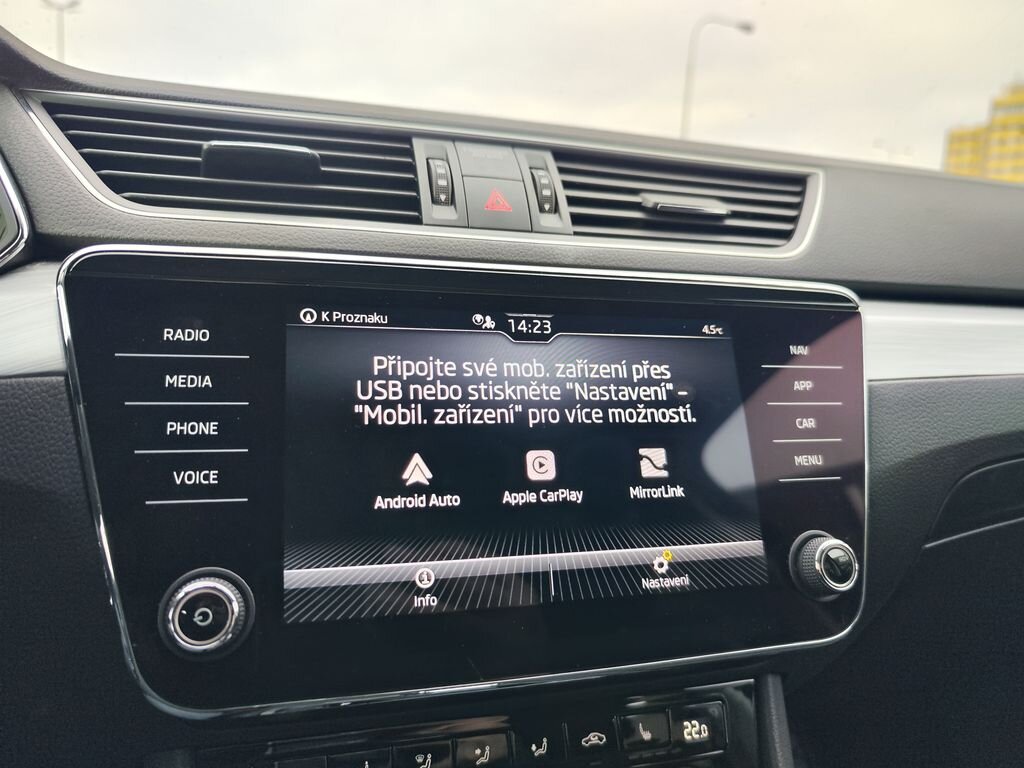 K Proznaku
14:23
4.5°C
RADIO
MEDIA
PHONE
VOICE
Připojte své mob. zařízení přes
USB nebo stiskněte "Nastavení" –
"Mobil. zařízení" pro více možností.
Android Auto
Apple CarPlay
MirrorLink
Info
Nastavení
NAV
APP
CAR
MENU
22.0